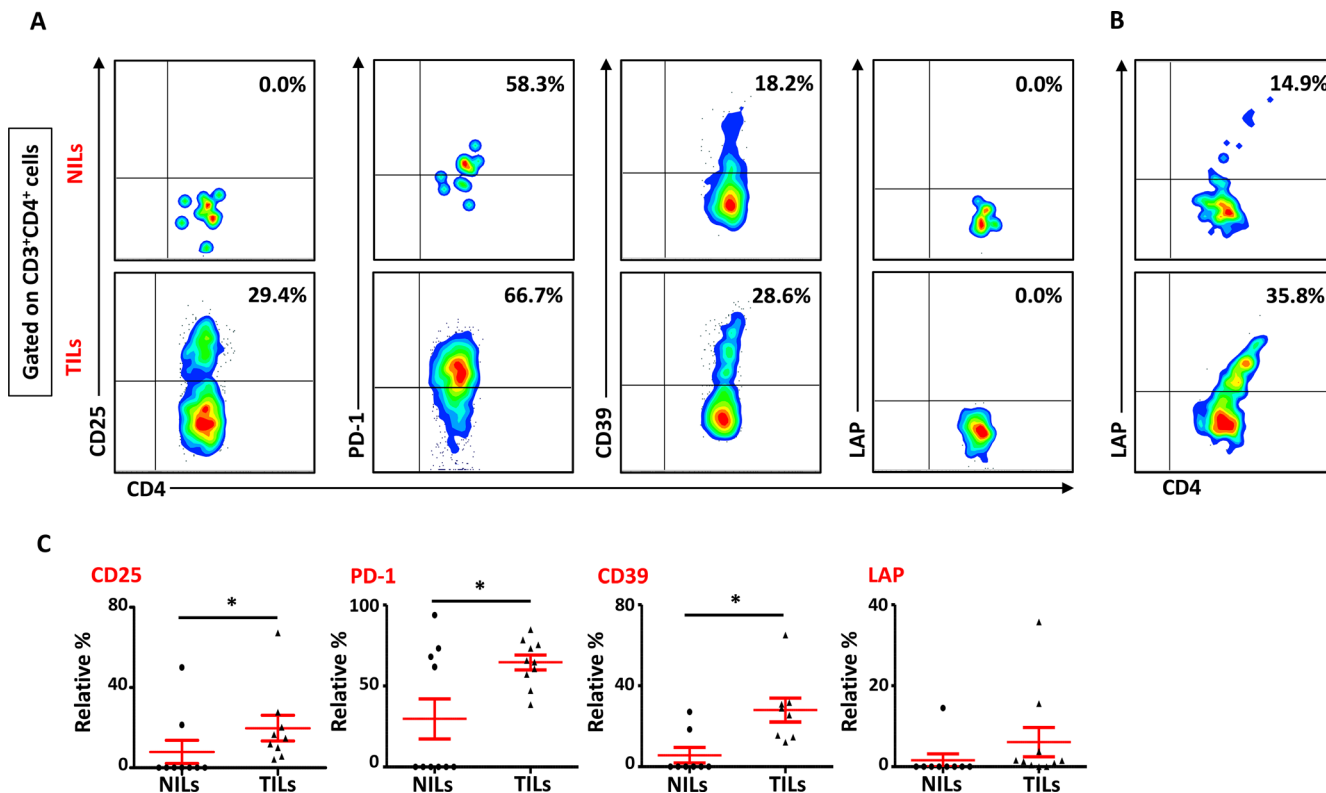 A
B
Gated on CD3⁺CD4⁺ cells
NILs
TILs
0.0%
58.3%
18.2%
0.0%
14.9%
29.4%
66.7%
28.6%
0.0%
35.8%
CD25
PD-1
CD39
LAP
LAP
CD4
CD4
C
CD25
Relative %
80
40
0
*
NILs TILs
PD-1
Relative %
100
50
0
*
NILs TILs
CD39
Relative %
80
40
0
*
NILs TILs
LAP
Relative %
40
20
0
NILs TILs